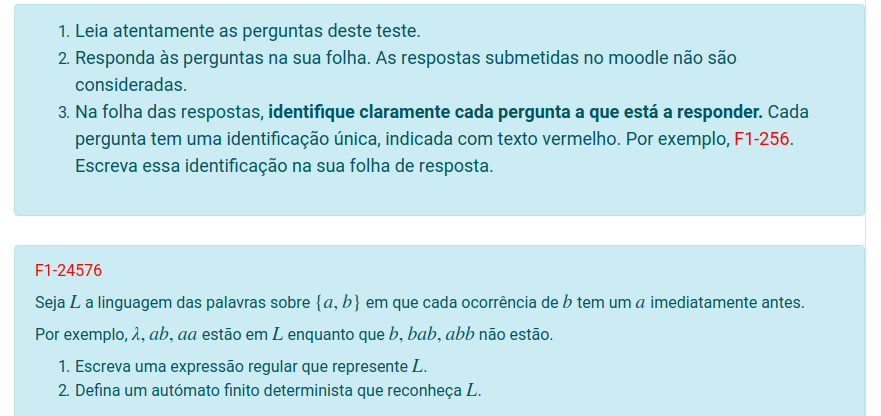 1. Leia atentamente as perguntas deste teste.
2. Responda às perguntas na sua folha. As respostas submetidas no moodle não são
consideradas.
3. Na folha das respostas, identifique claramente cada pergunta a que está a responder. Cada
pergunta tem uma identificação única, indicada com texto vermelho. Por exemplo, F1-256.
Escreva essa identificação na sua folha de resposta.
F1-24576
Seja L a linguagem das palavras sobre {a, b} em que cada ocorrência de b tem um a imediatamente antes.
Por exemplo, λ, ab, aa estão em L enquanto que b, bab, abb não estão.
1. Escreva uma expressão regular que represente L.
2. Defina um autómato finito determinista que reconheça L.